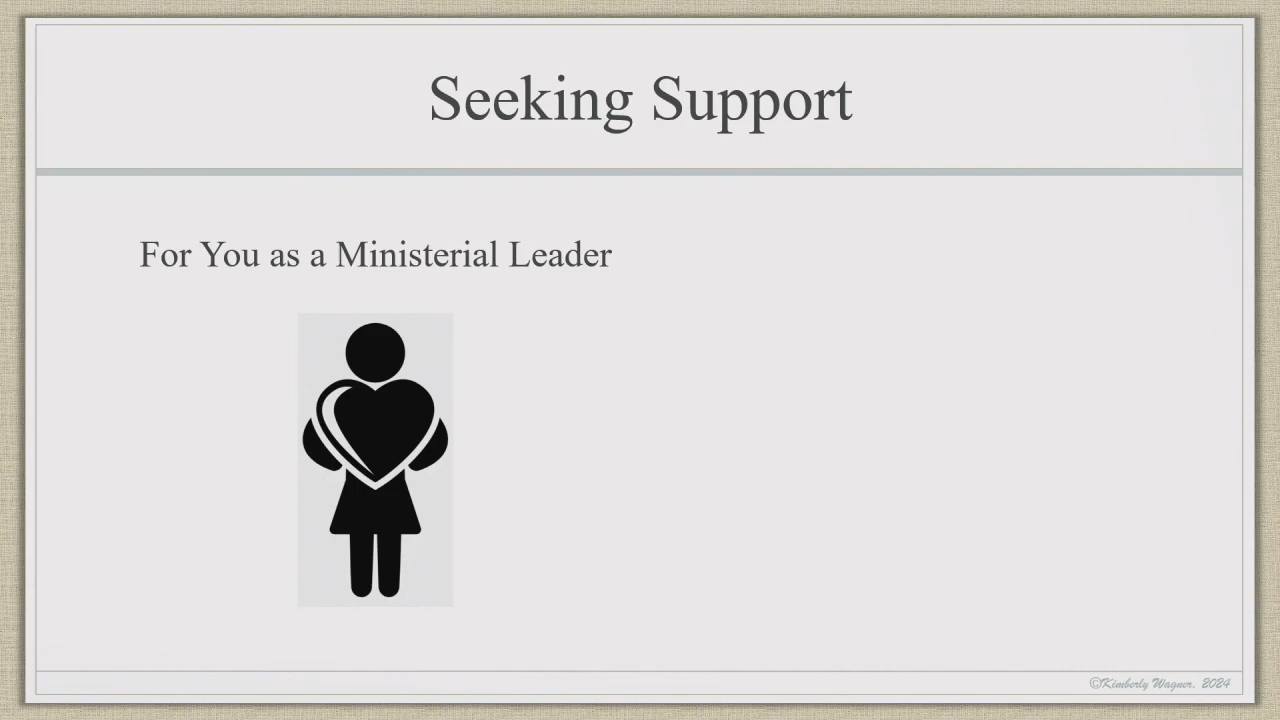 Seeking Support
For You as a Ministerial Leader
©Kimberly Wagner, 2024